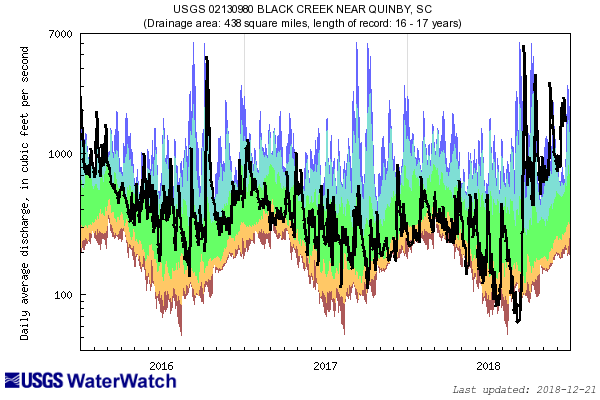 USGS 02130980 BLACK CREEK NEAR QUINBY, SC
(Drainage area: 438 square miles, length of record: 16 - 17 years)
7000
1000
100
Daily average discharge, in cubic feet per second
2016 2017 2018
USGS WaterWatch
Last updated: 2018-12-21